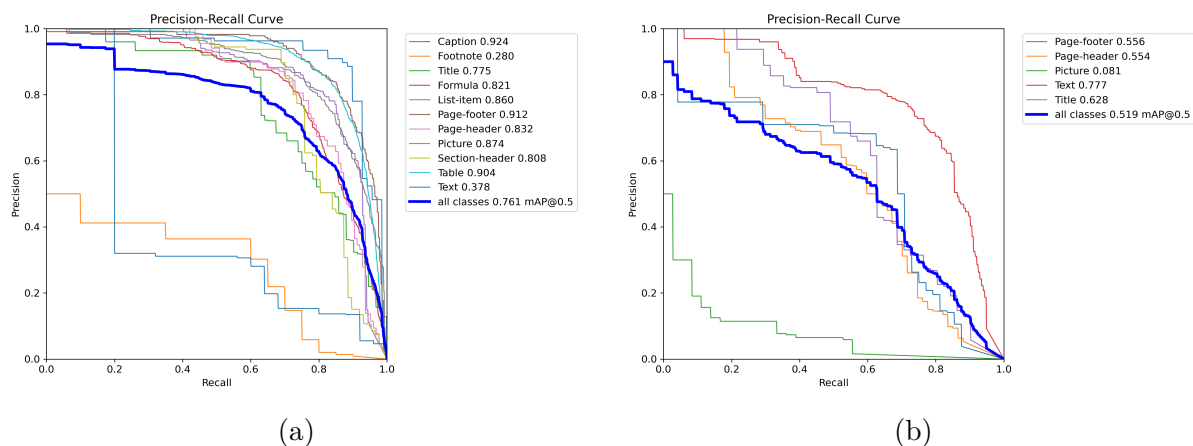 Precision-Recall Curve
1.0
0.8
0.6
0.4
0.2
0.0
Precision
0.0 0.2 0.4 0.6 0.8 1.0
Recall
Caption 0.924
Footnote 0.280
Title 0.775
Formula 0.821
List-item 0.860
Page-footer 0.912
Page-header 0.832
Picture 0.874
Section-header 0.808
Table 0.904
Text 0.378
all classes 0.761 mAP@0.5
(a)
Precision-Recall Curve
1.0
0.8
0.6
0.4
0.2
0.0
Precision
0.0 0.2 0.4 0.6 0.8 1.0
Recall
Page-footer 0.556
Page-header 0.554
Picture 0.081
Text 0.777
Title 0.628
all classes 0.519 mAP@0.5
(b)